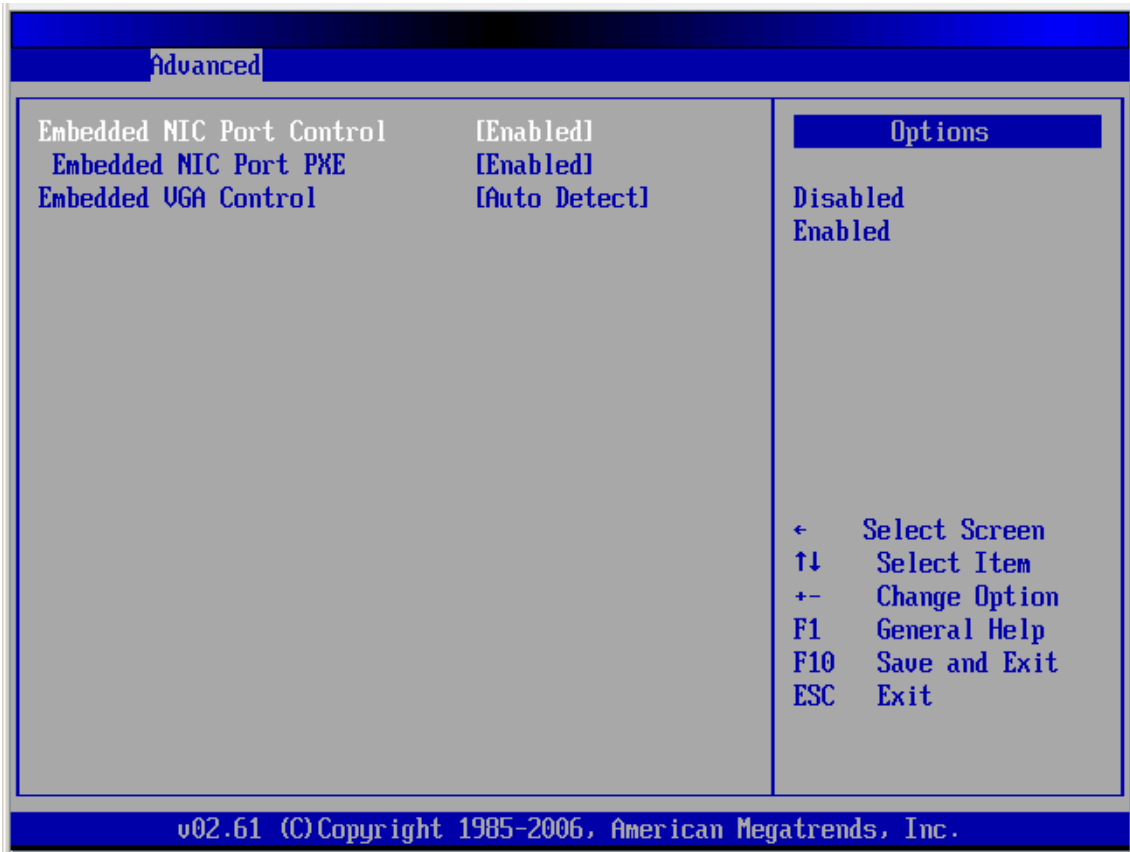 Advanced
Embedded NIC Port Control [Enabled]
Embedded NIC Port PXE [Enabled]
Embedded VGA Control [Auto Detect]
Options
Disabled
Enabled
← Select Screen
↑↓ Select Item
+- Change Option
F1 General Help
F10 Save and Exit
ESC Exit
v02.61 (C)Copyright 1985-2006, American Megatrends, Inc.